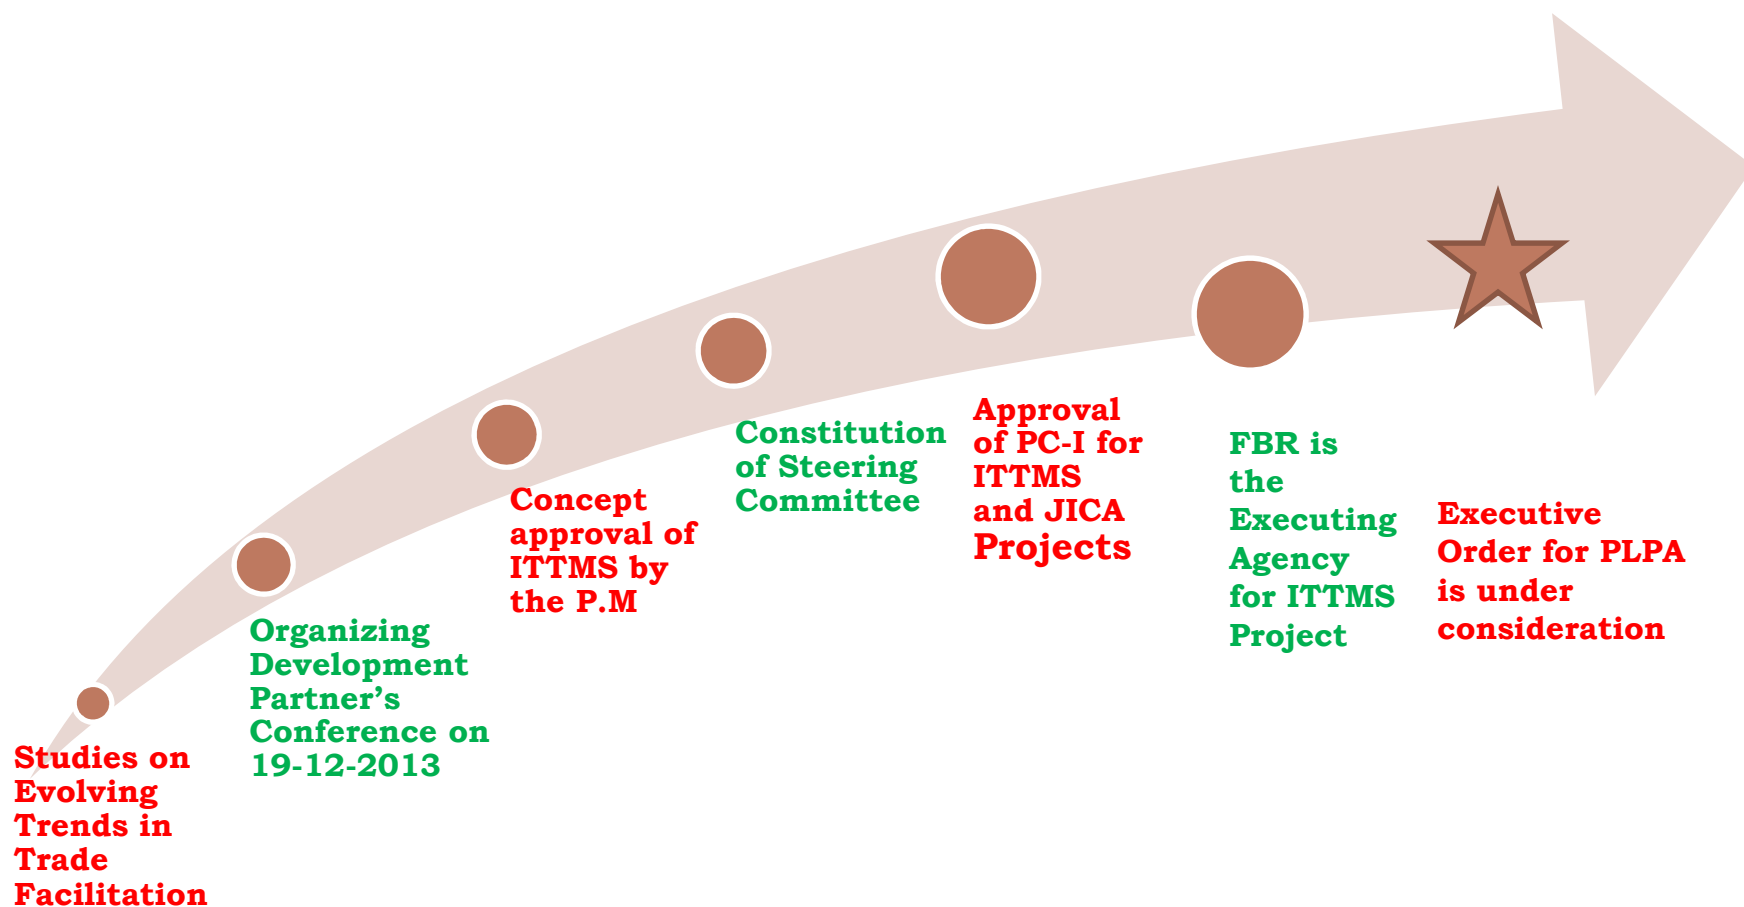 Studies on
Evolving
Trends in
Trade
Facilitation
Organizing
Development
Partner’s
Conference on
19-12-2013
Concept
approval of
ITTMS by
the P.M
Constitution
of Steering
Committee
Approval
of PC-I for
ITTMS
and JICA
Projects
FBR is
the
Executing
Agency
for ITTMS
Project
Executive
Order for PLPA
is under
consideration